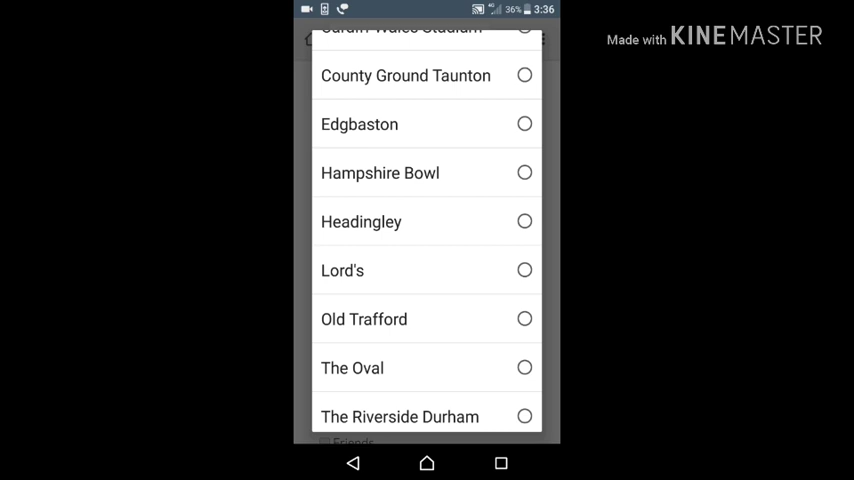 36% 3:36
Made with KINEMASTER
County Ground Taunton
Edgbaston
Hampshire Bowl
Headingley
Lord's
Old Trafford
The Oval
The Riverside Durham
Friends